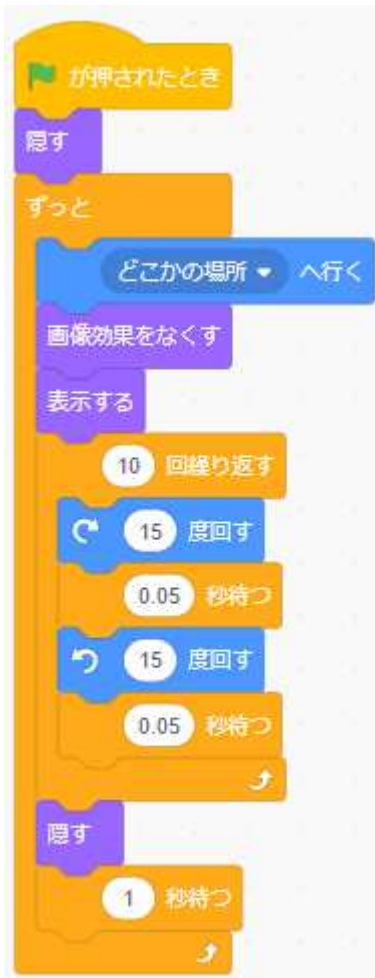 が押されたとき
隠す
ずっと
どこかの場所 へ行く
画像効果をなくす
表示する
10 回繰り返す
15 度回す
0.05 秒待つ
15 度回す
0.05 秒待つ
隠す
1 秒待つ